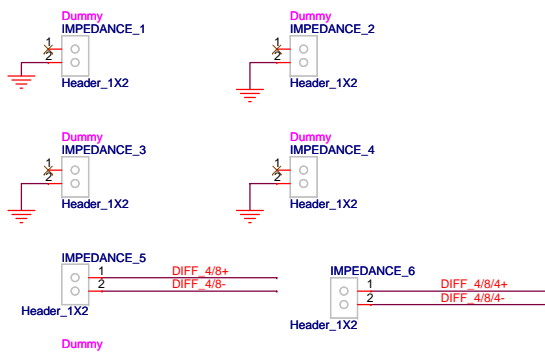 Dummy
IMPEDANCE_1
1
2
Header_1X2
Dummy
IMPEDANCE_2
1
2
Header_1X2
Dummy
IMPEDANCE_3
1
2
Header_1X2
Dummy
IMPEDANCE_4
1
2
Header_1X2
IMPEDANCE_5
1 DIFF_4/8+
2 DIFF_4/8-
Header_1X2
Dummy
IMPEDANCE_6
1 DIFF_4/8/4+
2 DIFF_4/8/4-
Header_1X2